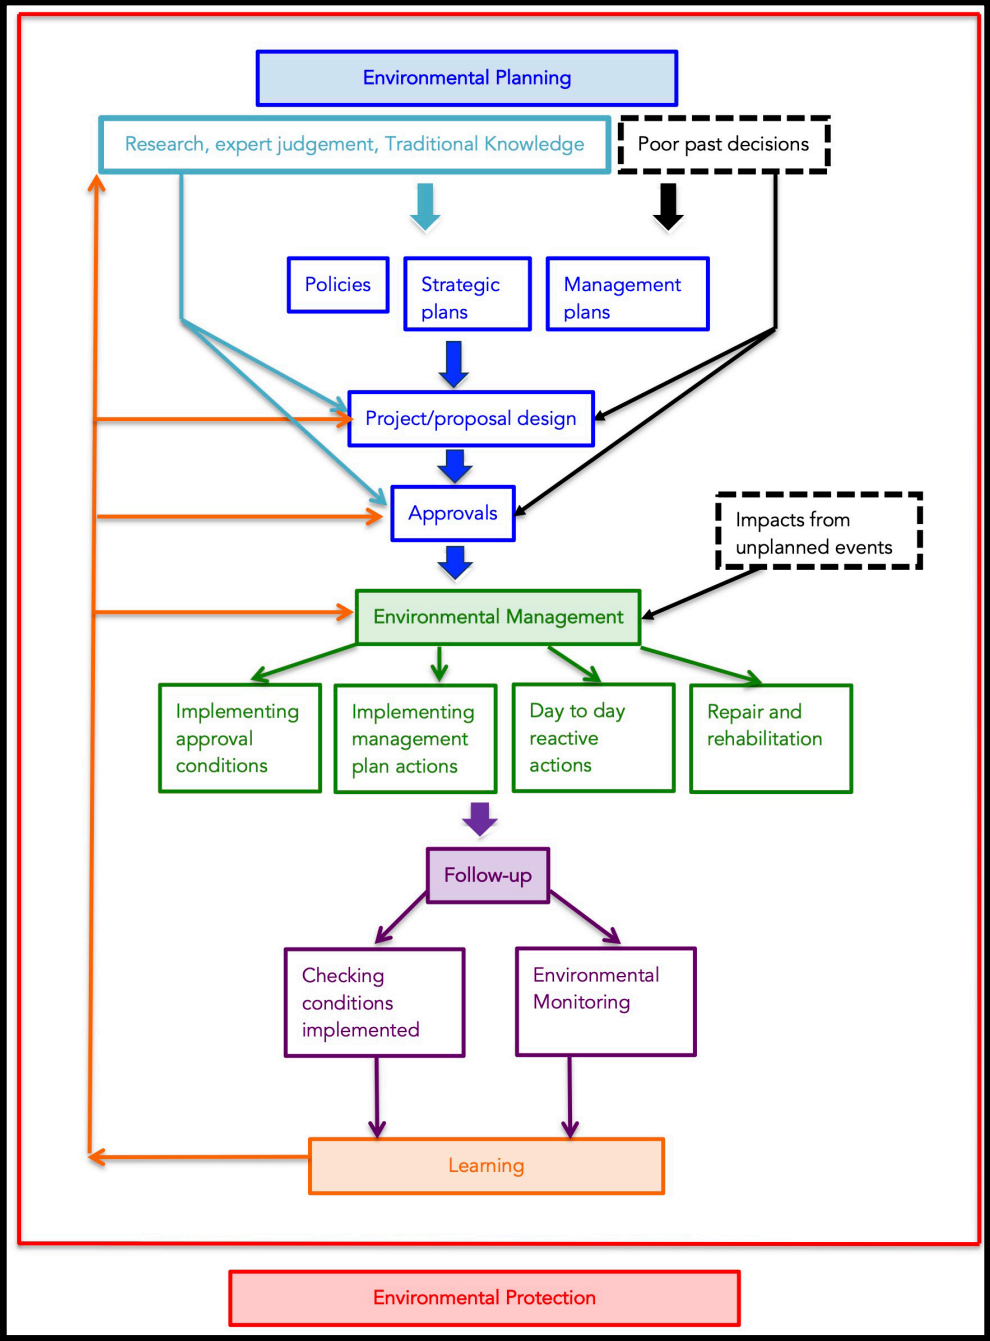 Environmental Planning
Research, expert judgement, Traditional Knowledge
Poor past decisions
Policies
Strategic
plans
Management
plans
Project/proposal design
Approvals
Impacts from
unplanned events
Environmental Management
Implementing
approval
conditions
Implementing
management
plan actions
Day to day
reactive
actions
Repair and
rehabilitation
Follow-up
Checking
conditions
implemented
Environmental
Monitoring
Learning
Environmental Protection